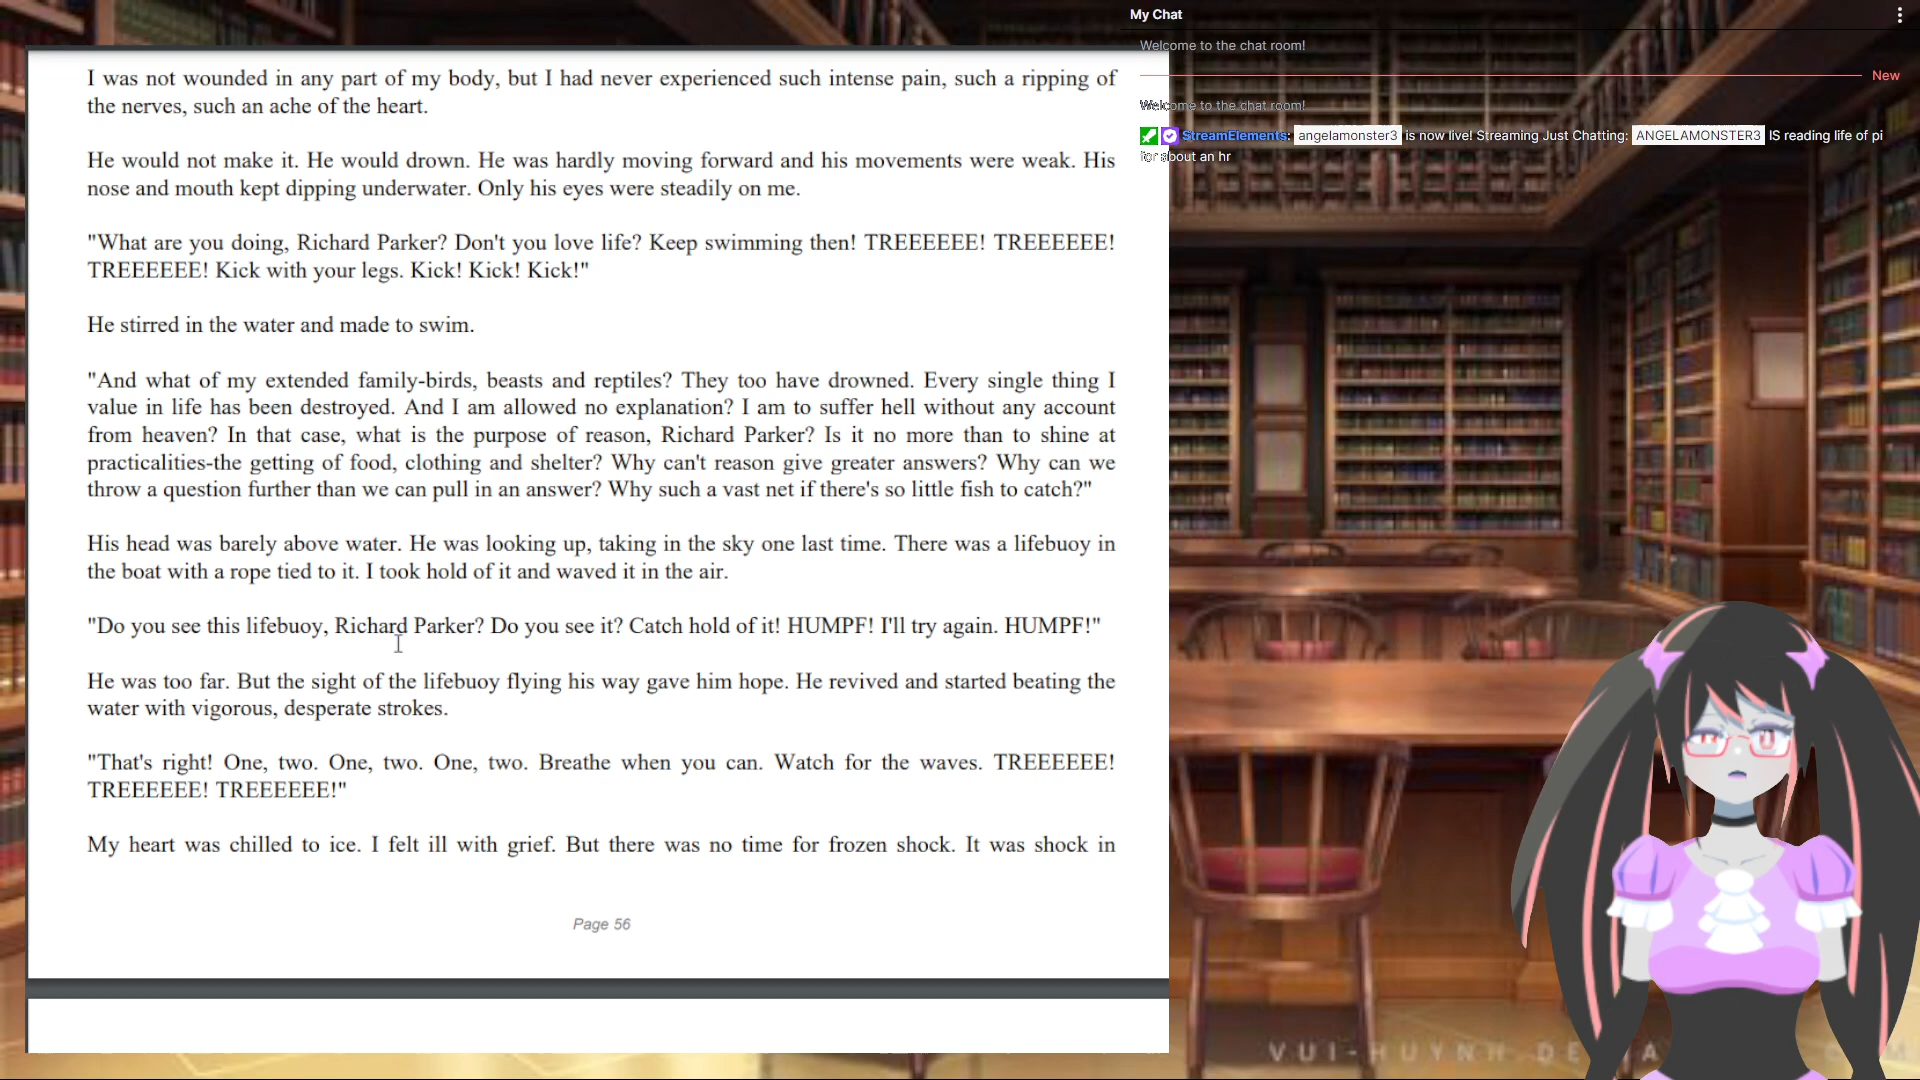 My Chat
Welcome to the chat room!
New
Welcome to the chat room!
StreamElements: angelamonster3 is now live! Streaming Just Chatting: ANGELAMONSTER3 IS reading life of pi
for about an hr
I was not wounded in any part of my body, but I had never experienced such intense pain, such a ripping of
the nerves, such an ache of the heart.
He would not make it. He would drown. He was hardly moving forward and his movements were weak. His
nose and mouth kept dipping underwater. Only his eyes were steadily on me.
"What are you doing, Richard Parker? Don't you love life? Keep swimming then! TREEEEEE! TREEEEEE!
TREEEEEE! Kick with your legs. Kick! Kick! Kick!"
He stirred in the water and made to swim.
"And what of my extended family-birds, beasts and reptiles? They too have drowned. Every single thing I
value in life has been destroyed. And I am allowed no explanation? I am to suffer hell without any account
from heaven? In that case, what is the purpose of reason, Richard Parker? Is it no more than to shine at
practicalities-the getting of food, clothing and shelter? Why can't reason give greater answers? Why can we
throw a question further than we can pull in an answer? Why such a vast net if there's so little fish to catch?"
His head was barely above water. He was looking up, taking in the sky one last time. There was a lifebuoy in
the boat with a rope tied to it. I took hold of it and waved it in the air.
"Do you see this lifebuoy, Richard Parker? Do you see it? Catch hold of it! HUMPF! I'll try again. HUMPF!"
He was too far. But the sight of the lifebuoy flying his way gave him hope. He revived and started beating the
water with vigorous, desperate strokes.
"That's right! One, two. One, two. One, two. Breathe when you can. Watch for the waves. TREEEEEE!
TREEEEEE! TREEEEEE!"
My heart was chilled to ice. I felt ill with grief. But there was no time for frozen shock. It was shock in
Page 56
VUI-HUYNH